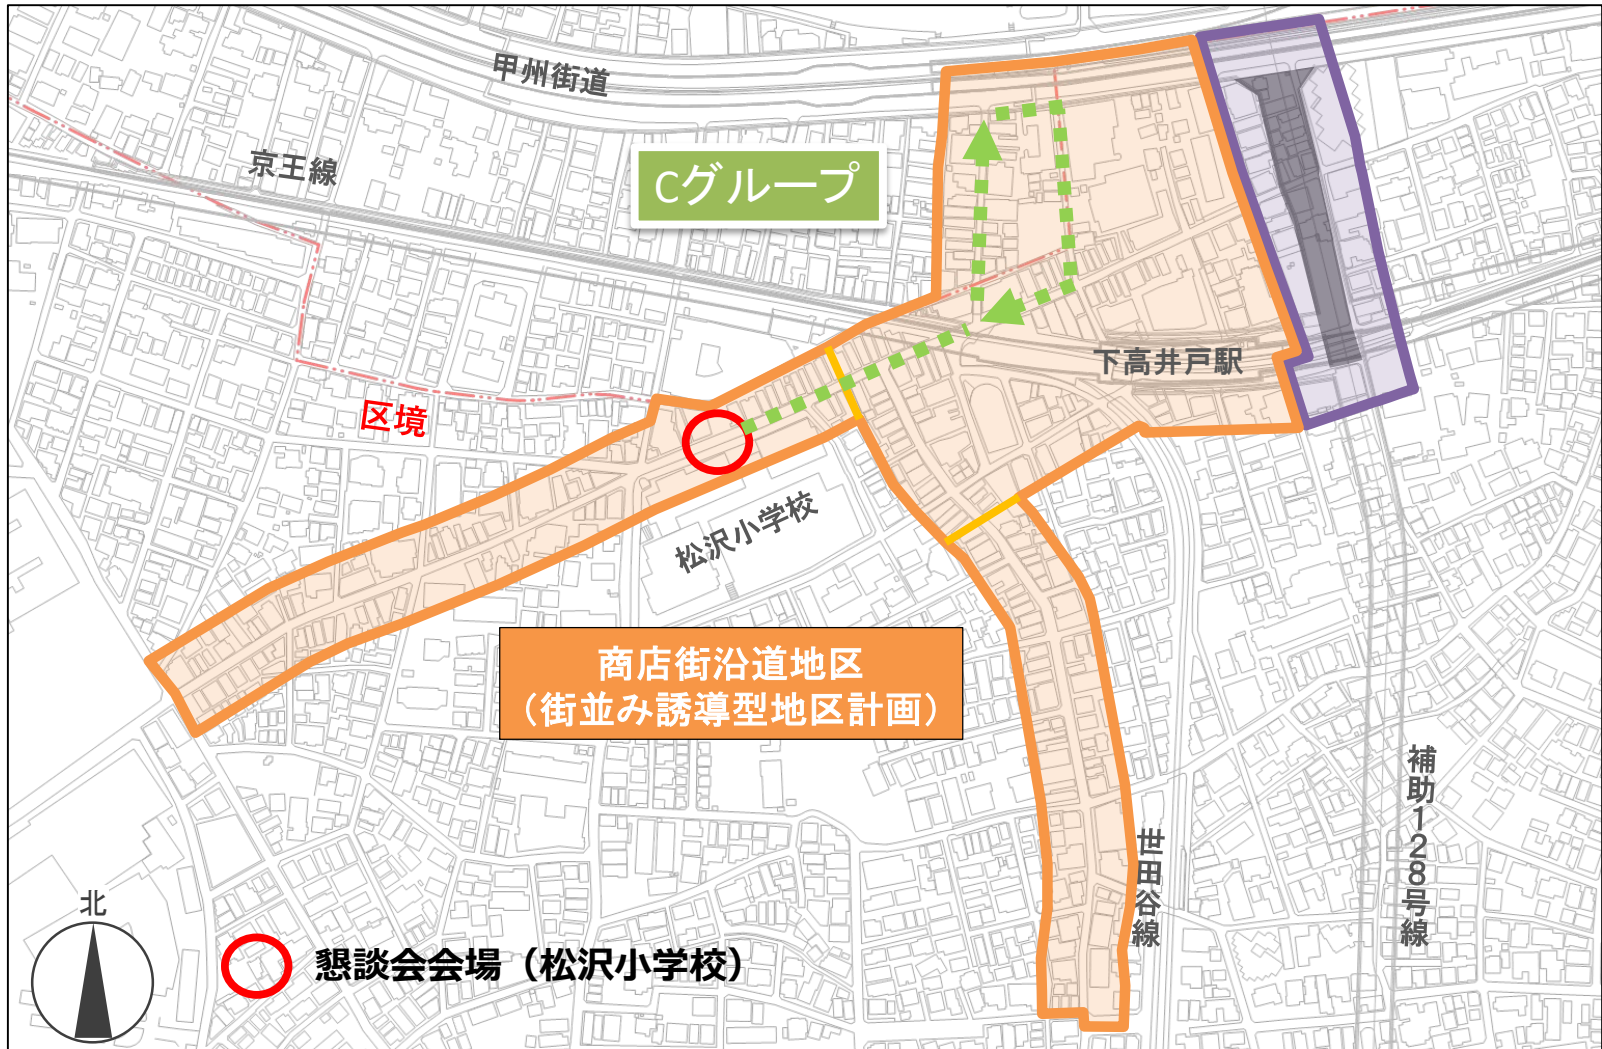 甲州街道
京王線
Cグループ
下高井戸駅
区境
松沢小学校
商店街沿道地区
（街並み誘導型地区計画）
補助128号線
世田谷線
北
懇談会会場（松沢小学校）